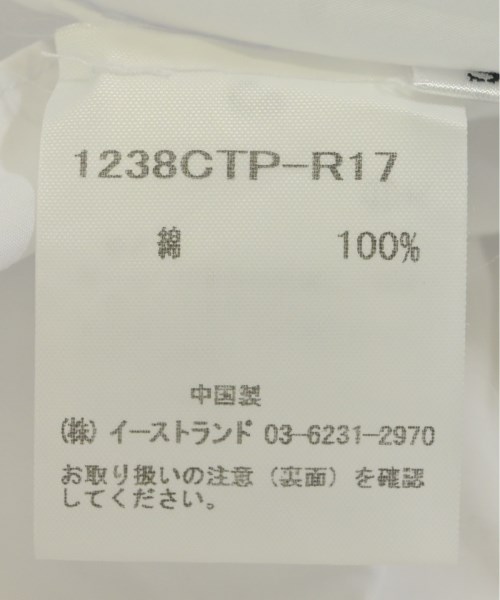 1238CTP-R17
綿 100%
中国製
(株) イーストランド 03-6231-2970
お取り扱いの注意（裏面）を確認
してください。